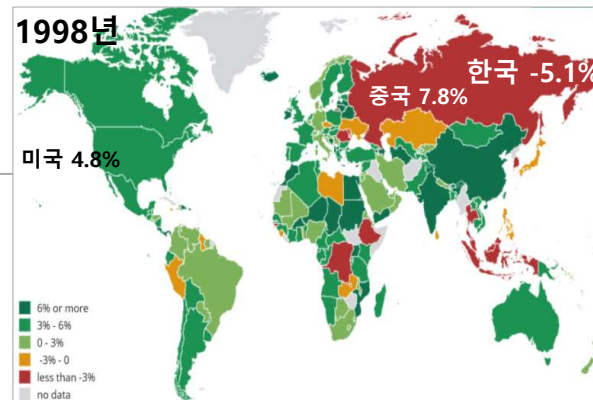 1998년
한국 -5.1%
중국 7.8%
미국 4.8%
6% or more
3% - 6%
0 - 3%
-3% - 0
less than -3%
no data